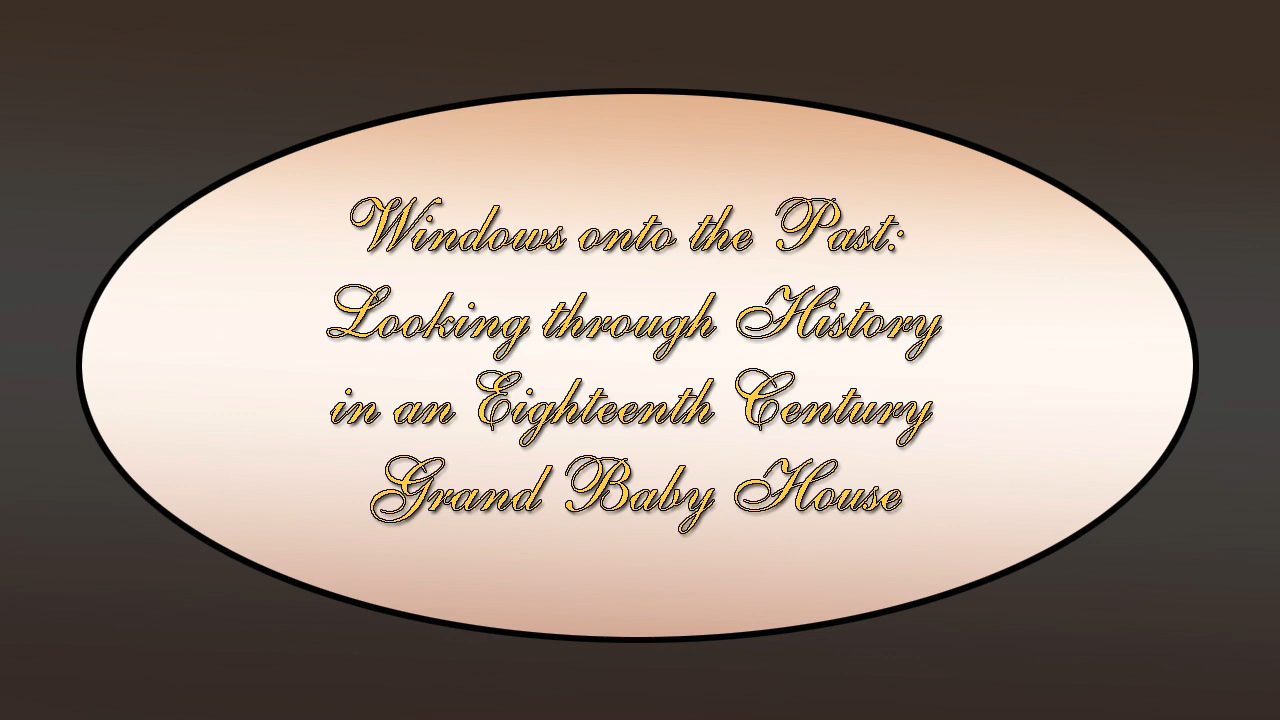 Windows onto the Past:
Looking through History
in an Eighteenth Century
Grand Baby House